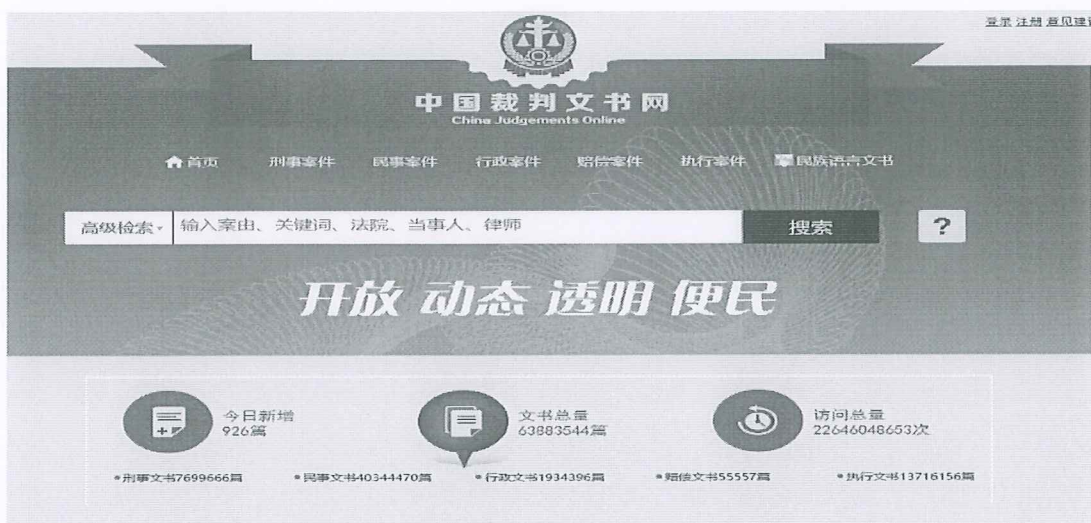 登录 注册 意见建
中国裁判文书网
China Judgements Online
首页 刑事案件 民事案件 行政案件 赔偿案件 执行案件 民族语言文书
高级检索 输入案由、关键词、法院、当事人、律师 搜索 ?
开放 动态 透明 便民
今日新增 文书总量 访问总量
926篇 63883544篇 22646048653次
•刑事文书7699666篇 •民事文书40344470篇 •行政文书1934396篇 •赔偿文书55557篇 •执行文书13716156篇